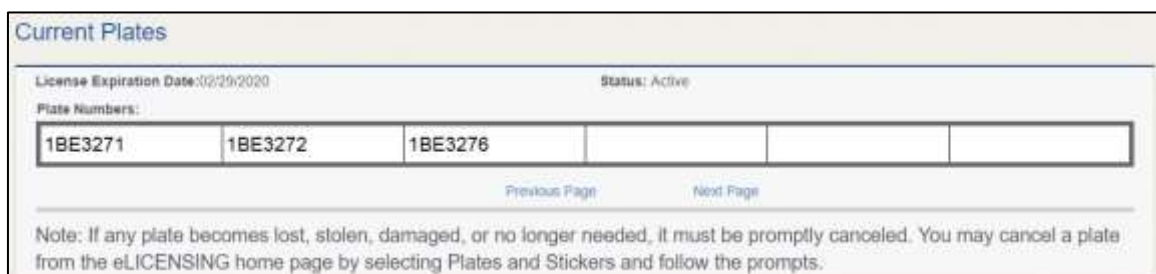 Current Plates
License Expiration Date:02/29/2020 Status: Active
Plate Numbers:
1BE3271 1BE3272 1BE3276
Previous Page Next Page
Note: If any plate becomes lost, stolen, damaged, or no longer needed, it must be promptly canceled. You may cancel a plate
from the eLICENSING home page by selecting Plates and Stickers and follow the prompts.